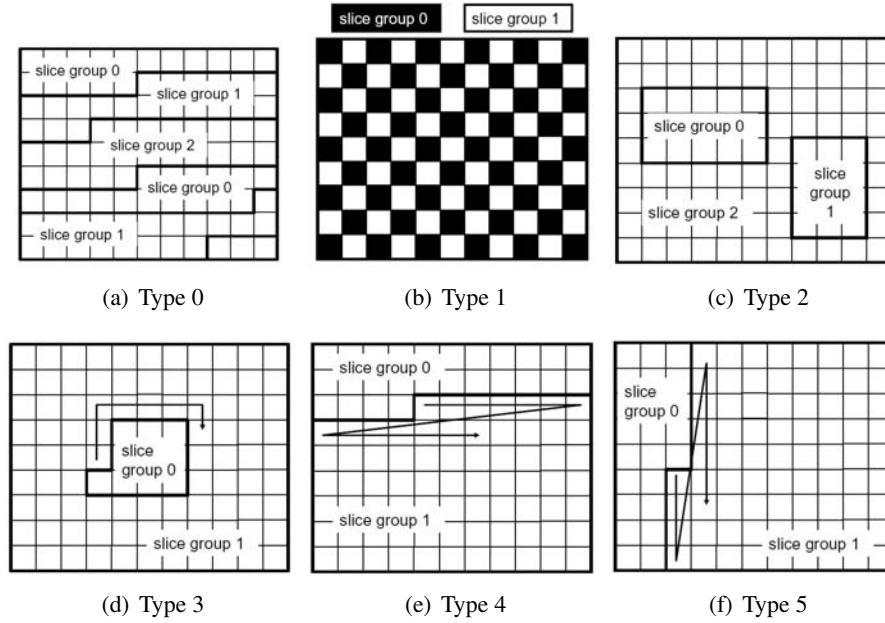 slice group 0
slice group 1
slice group 0
slice group 1
slice group 2
slice group 0
slice group 1
slice group 0
slice
group
1
slice group 2
(a) Type 0
(b) Type 1
(c) Type 2
slice
group 0
slice group 1
slice group 0
slice group 1
slice
group 0
slice group 1
(d) Type 3
(e) Type 4
(f) Type 5